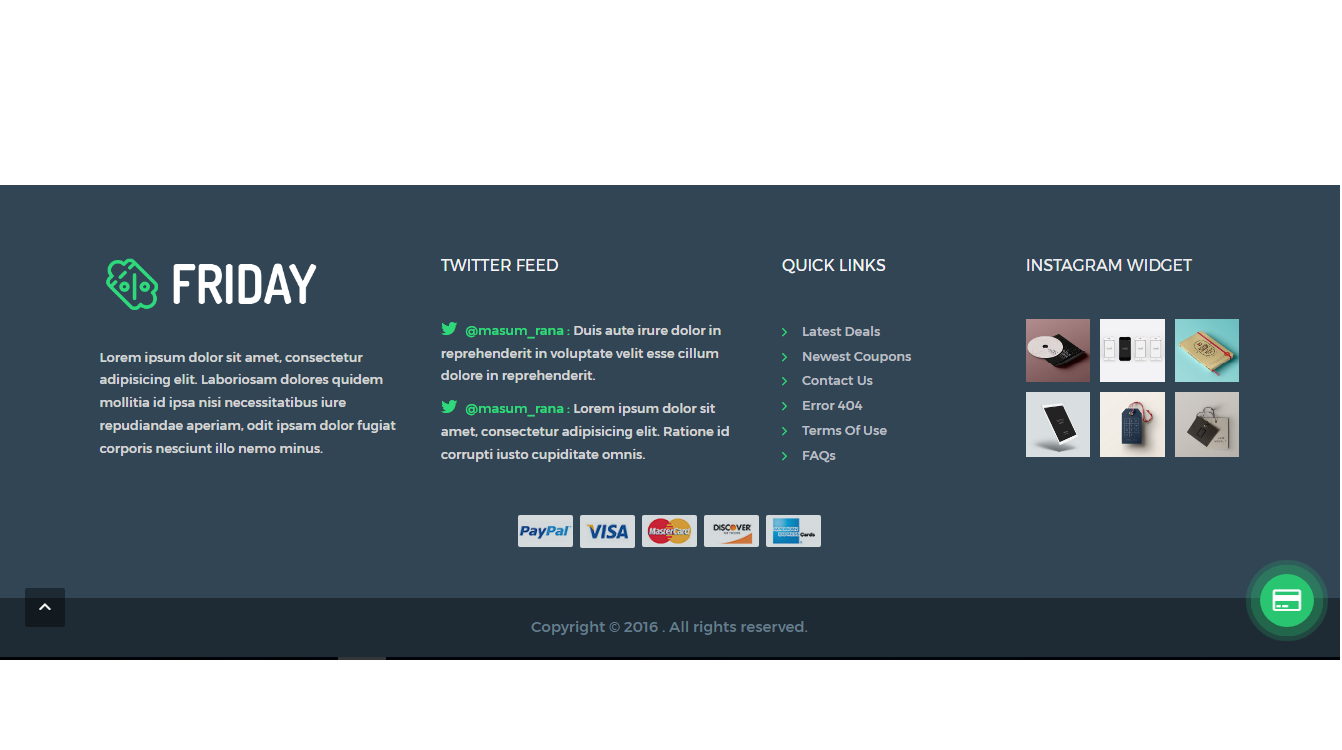 FRIDAY
Lorem ipsum dolor sit amet, consectetur
adipisicing elit. Laboriosam dolores quidem
mollitia id ipsa nisi necessitatibus iure
repudiandae aperiam, odit ipsam dolor fugiat
corporis nesciunt illo nemo minus.
TWITTER FEED
@masum_rana : Duis aute irure dolor in
reprehenderit in voluptate velit esse cillum
dolore in reprehenderit.
@masum_rana : Lorem ipsum dolor sit
amet, consectetur adipisicing elit. Ratione id
corrupti iusto cupiditate omnis.
QUICK LINKS
Latest Deals
Newest Coupons
Contact Us
Error 404
Terms Of Use
FAQs
INSTAGRAM WIDGET
PayPal
VISA
MasterCard
DISCOVER
Cards
Copyright © 2016 . All rights reserved.